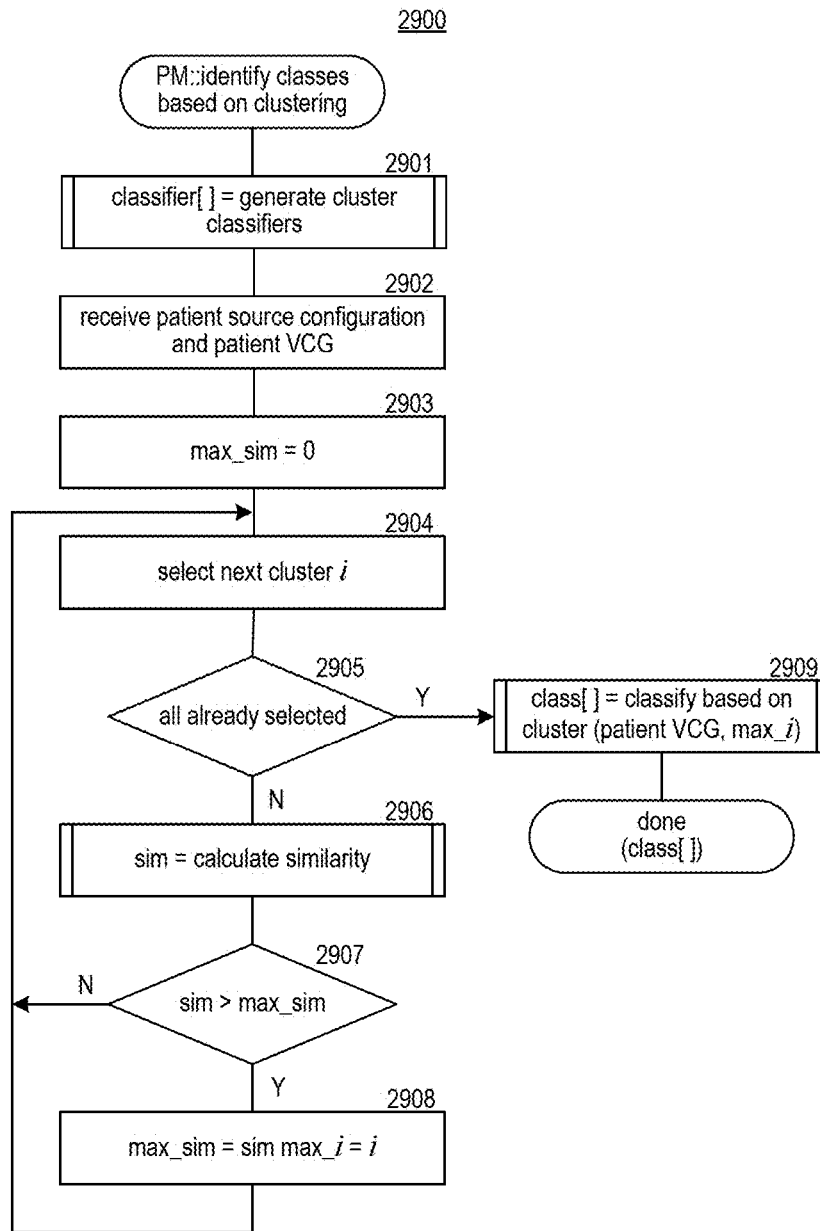 2900
PM::identify classes
based on clustering
2901
classifier[ ] = generate cluster
classifiers
2902
receive patient source configuration
and patient VCG
2903
max_sim = 0
2904
select next cluster i
2905
all already selected
Y
N
2909
class[ ] = classify based on
cluster (patient VCG, max_i)
done
(class[ ])
2906
sim = calculate similarity
2907
sim > max_sim
N
Y
2908
max_sim = sim max_i = i